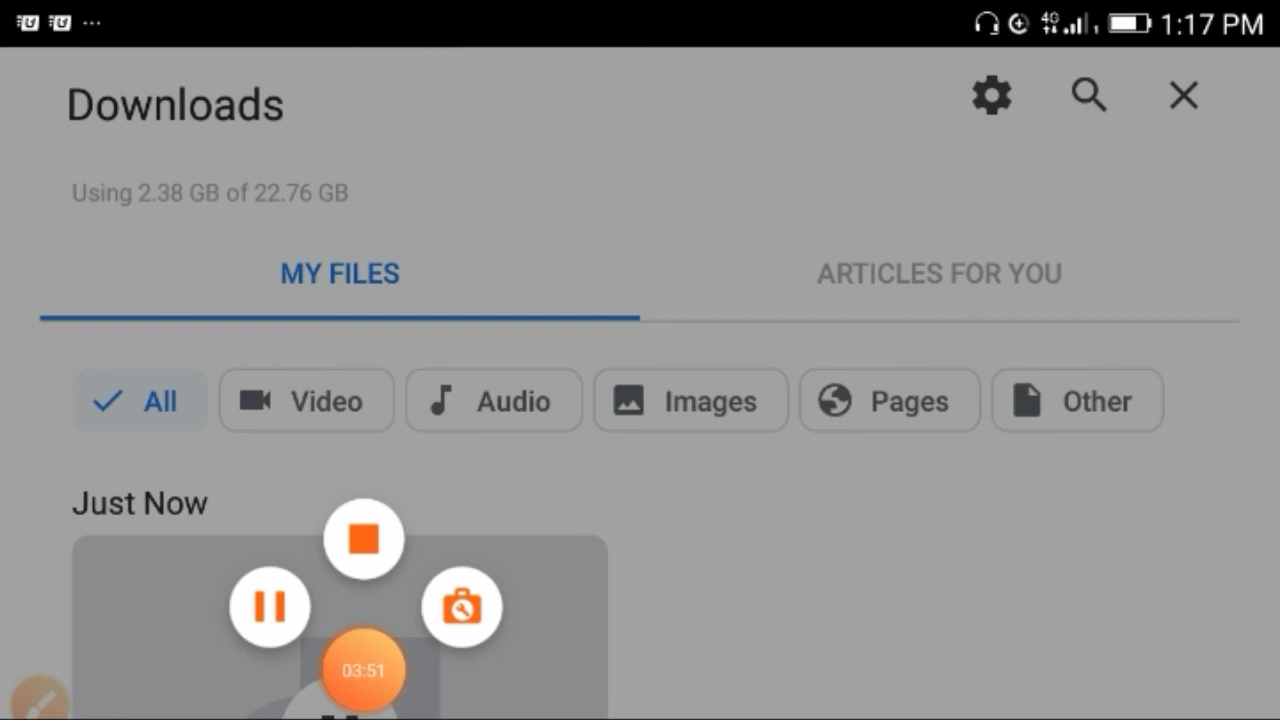 4G 1:17 PM
Downloads
Using 2.38 GB of 22.76 GB
MY FILES ARTICLES FOR YOU
All Video Audio Images Pages Other
Just Now
03:51